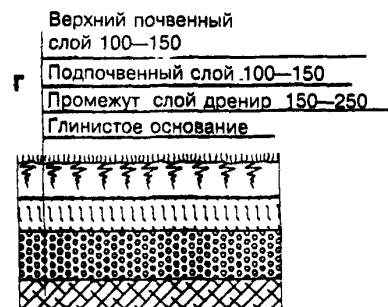 Верхний почвенный
слой 100—150
Г
Подпочвенный слой 100—150
Промежут слой дренир 150—250
Глинистое основание